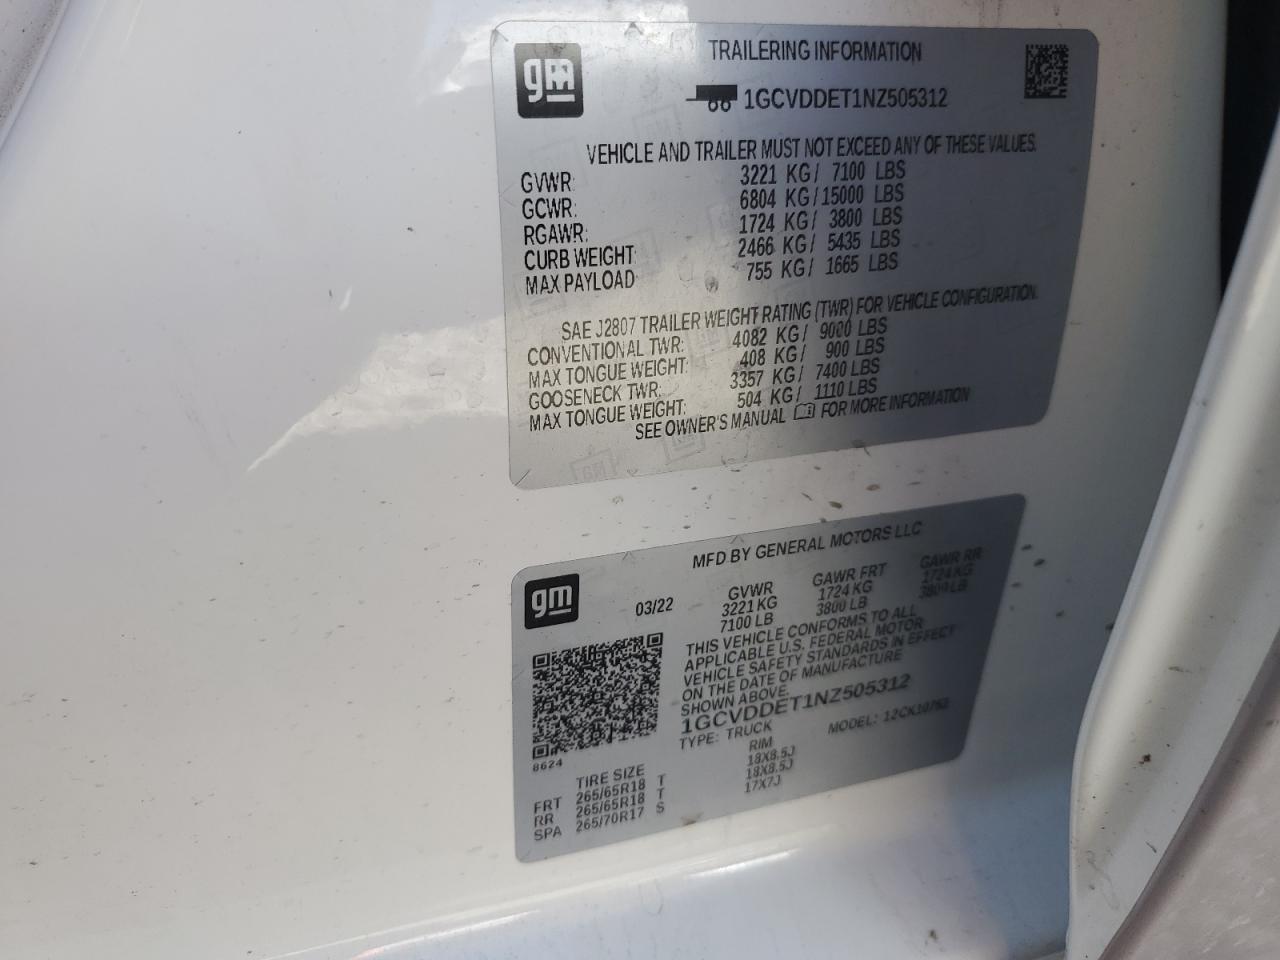 gm
TRAILERING INFORMATION
1GCVDDET1NZ505312
VEHICLE AND TRAILER MUST NOT EXCEED ANY OF THESE VALUES.
GVWR: 3221 KG/ 7100 LBS
GCWR: 6804 KG/15000 LBS
RGAWR: 1724 KG/ 3800 LBS
CURB WEIGHT: 2466 KG/ 5435 LBS
MAX PAYLOAD: 755 KG/ 1665 LBS
SAE J2807 TRAILER WEIGHT RATING (TWR) FOR VEHICLE CONFIGURATION.
CONVENTIONAL TWR: 4082 KG/ 9000 LBS
MAX TONGUE WEIGHT: 408 KG/ 900 LBS
GOOSENECK TWR: 3357 KG/ 7400 LBS
MAX TONGUE WEIGHT: 504 KG/ 1110 LBS
SEE OWNER'S MANUAL FOR MORE INFORMATION
gm
MFD BY GENERAL MOTORS LLC
03/22 GVWR GAWR FRT GAWR RR
3221 KG 1724 KG 1724 KG
7100 LB 3800 LB 3800 LB
THIS VEHICLE CONFORMS TO ALL
APPLICABLE U.S. FEDERAL MOTOR
VEHICLE SAFETY STANDARDS IN EFFECT
ON THE DATE OF MANUFACTURE
SHOWN ABOVE.
1GCVDDET1NZ505312
TYPE: TRUCK MODEL:
8624
TIRE SIZE RIM
FRT 265/65R18 T 18X8.5J
RR 265/65R18 T 18X8.5J
SPA 265/70R17 S 17X7J